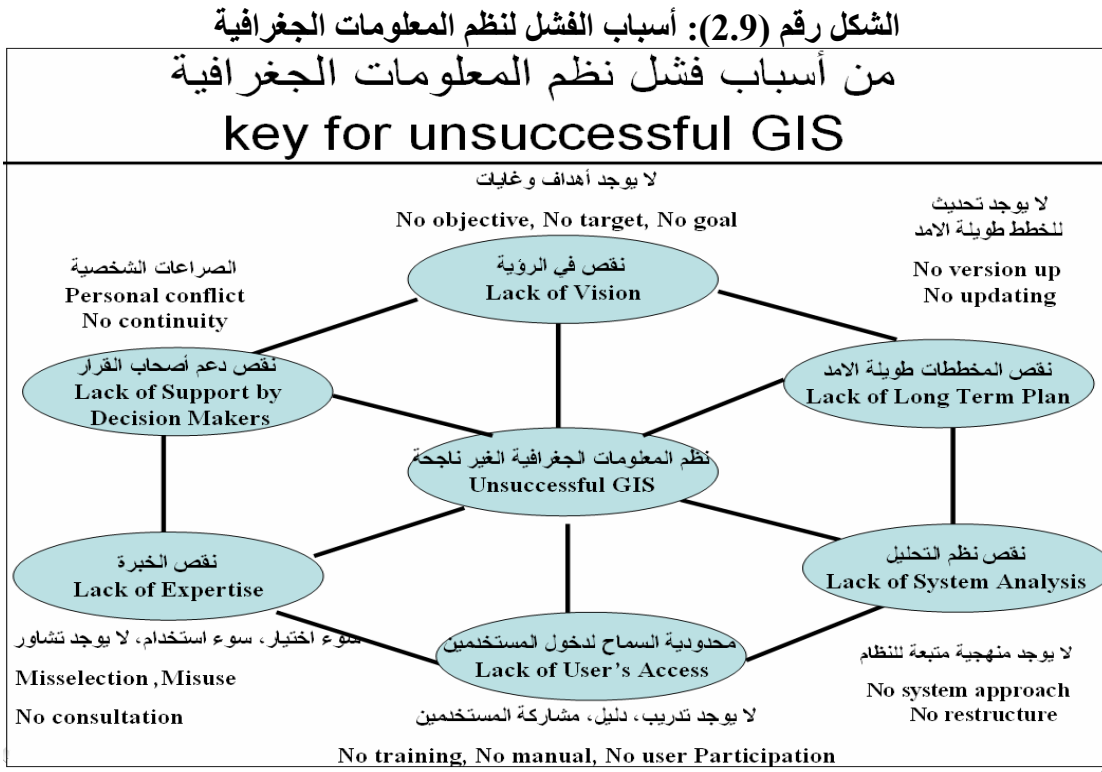 الشكل رقم (2.9): أسباب الفشل لنظم المعلومات الجغرافية
من أسباب فشل نظم المعلومات الجغرافية
key for unsuccessful GIS
لا يوجد أهداف وغايات
No objective, No target, No goal
لا يوجد تحديث
للخطط طويلة الامد
No version up
No updating
الصراعات الشخصية
Personal conflict
No continuity
نقص في الرؤية
Lack of Vision
نقص دعم أصحاب القرار
Lack of Support by
Decision Makers
نقص المخططات طويلة الامد
Lack of Long Term Plan
نظم المعلومات الجغرافية الغير ناجحة
Unsuccessful GIS
نقص الخبرة
Lack of Expertise
نقص نظم التحليل
Lack of System Analysis
سوء اختيار، سوء استخدام، لا يوجد تشاور
Misselection ,Misuse
No consultation
محدودية السماح لدخول المستخدمين
Lack of User's Access
لا يوجد منهجية متبعة للنظام
No system approach
No restructure
لا يوجد تدريب، دليل، مشاركة المستخدمين
No training, No manual, No user Participation